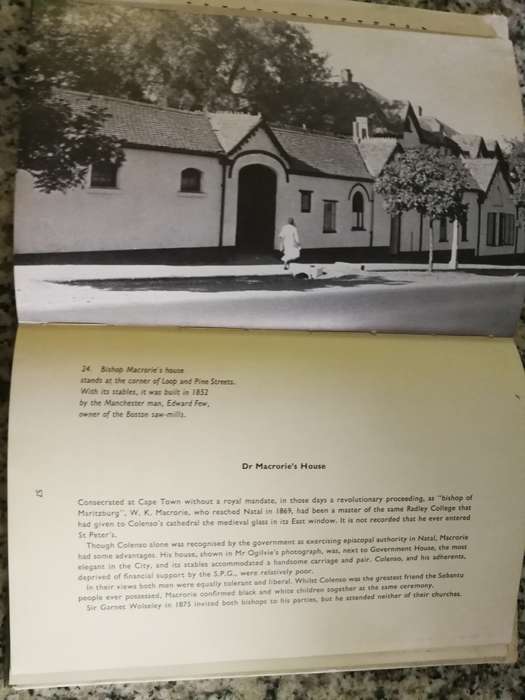 24. Bishop Macrorie's house
stands at the corner of Loop and Pine Streets.
With its stables, it was built in 1852
by the Manchester man, Edward Few,
owner of the Boston saw-mills.
Dr Macrorie's House
Consecrated at Cape Town without a royal mandate, in those days a revolutionary proceeding, as "bishop of
Maritzburg", W. K. Macrorie, who reached Natal in 1869, had been a master of the same Radley College that
had given to Colenso's cathedral the medieval glass in its East window. It is not recorded that he ever entered
St Peter's.
Though Colenso alone was recognised by the government as exercising episcopal authority in Natal, Macrorie
had some advantages. His house, shown in Mr Ogilvie's photograph, was, next to Government House, the most
elegant in the City, and its stables accommodated a handsome carriage and pair. Colenso, and his adherents,
deprived of financial support by the S.P.G., were relatively poor.
In their views both men were equally tolerant and liberal. Whilst Colenso was the greatest friend the Bantu
people ever possessed, Macrorie confirmed black and white children together at the same ceremony.
Sir Garnet Wolseley in 1875 invited both bishops to his parties, but he attended neither of their churches.